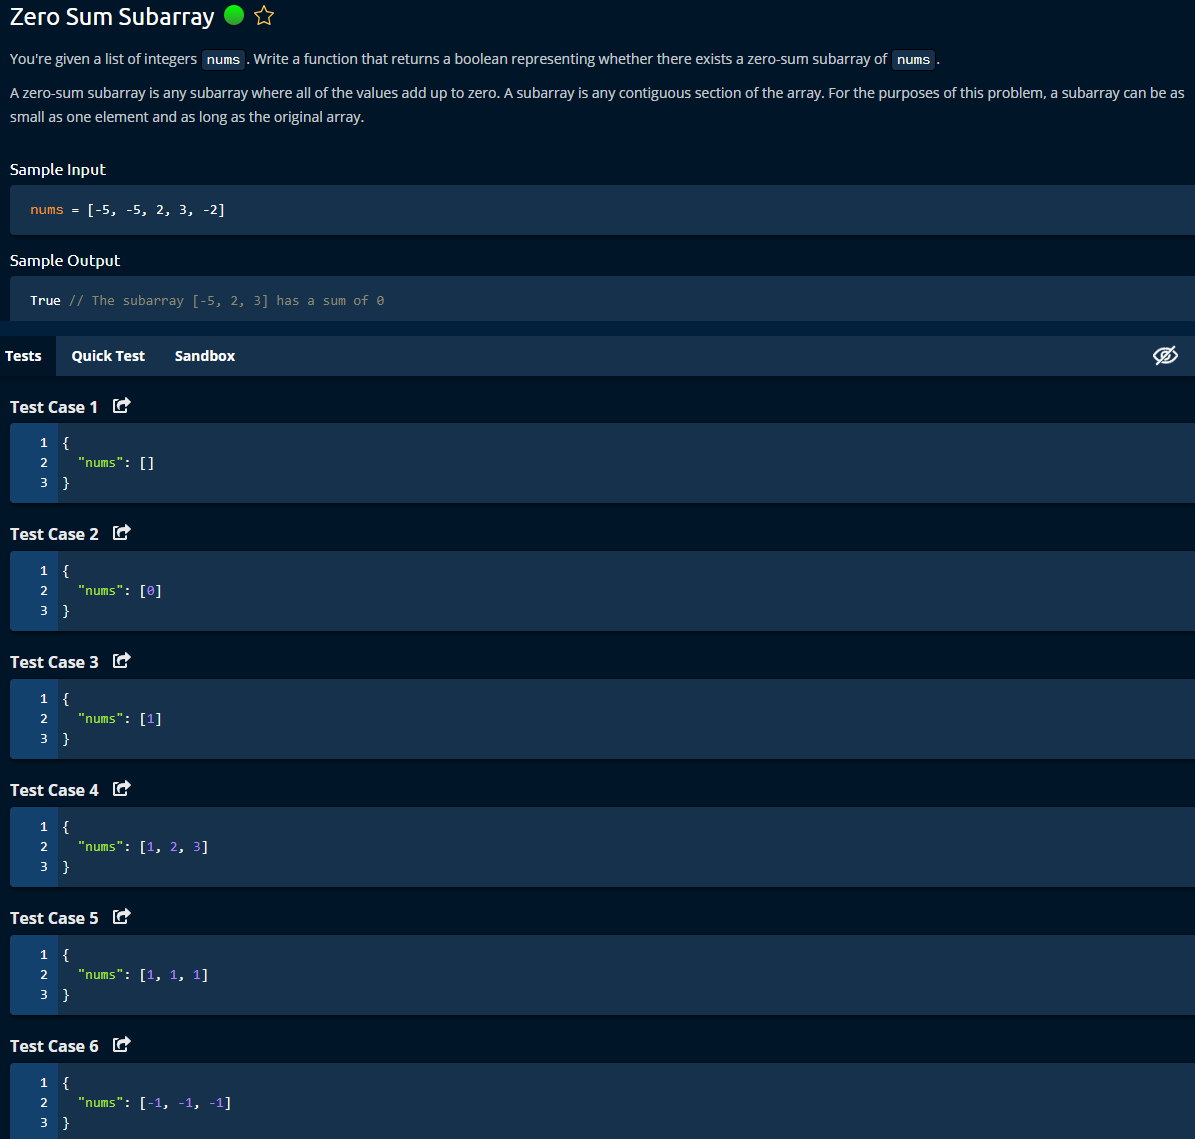 Zero Sum Subarray
You're given a list of integers nums . Write a function that returns a boolean representing whether there exists a zero-sum subarray of nums .
A zero-sum subarray is any subarray where all of the values add up to zero. A subarray is any contiguous section of the array. For the purposes of this problem, a subarray can be as
small as one element and as long as the original array.
Sample Input
nums = [-5, -5, 2, 3, -2]
Sample Output
True // The subarray [-5, 2, 3] has a sum of 0
Tests Quick Test Sandbox
Test Case 1
1 {
2 "nums": []
3 }
Test Case 2
1 {
2 "nums": [0]
3 }
Test Case 3
1 {
2 "nums": [1]
3 }
Test Case 4
1 {
2 "nums": [1, 2, 3]
3 }
Test Case 5
1 {
2 "nums": [1, 1, 1]
3 }
Test Case 6
1 {
2 "nums": [-1, -1, -1]
3 }